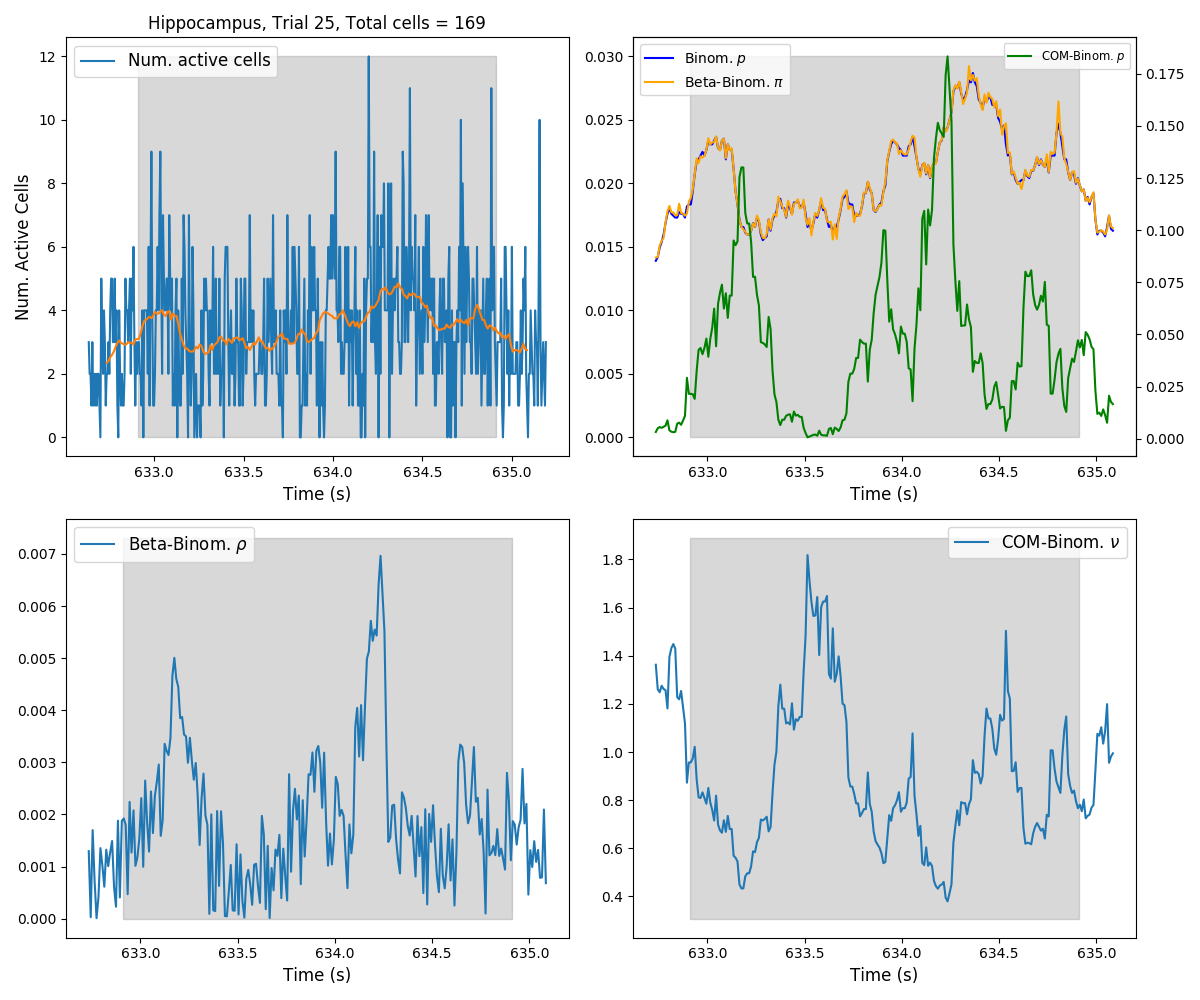 Hippocampus, Trial 25, Total cells = 169
Num. active cells
Num. Active Cells
12
10
8
6
4
2
0
633.0 633.5 634.0 634.5 635.0
Time (s)
Binom. p
Beta-Binom. π
COM-Binom. p
0.030
0.025
0.020
0.015
0.010
0.005
0.000
0.175
0.150
0.125
0.100
0.075
0.050
0.025
0.000
633.0 633.5 634.0 634.5 635.0
Time (s)
Beta-Binom. ρ
0.007
0.006
0.005
0.004
0.003
0.002
0.001
0.000
633.0 633.5 634.0 634.5 635.0
Time (s)
COM-Binom. ν
1.8
1.6
1.4
1.2
1.0
0.8
0.6
0.4
633.0 633.5 634.0 634.5 635.0
Time (s)